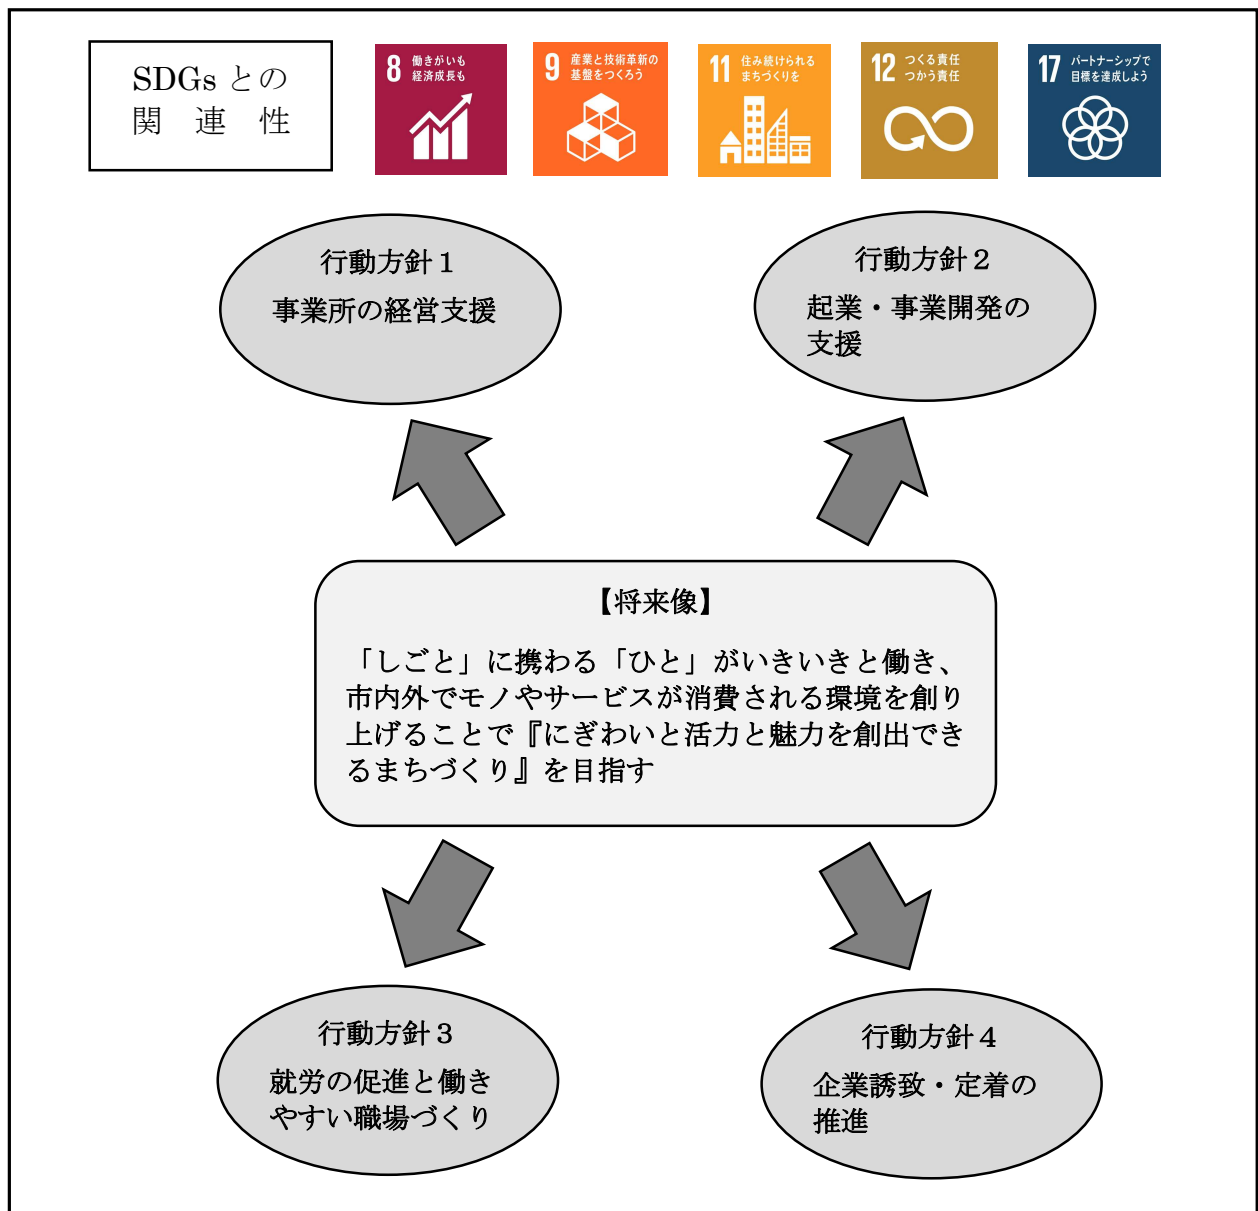 SDGs との
関 連 性
8 働きがいも
経済成長も
9 産業と技術革新の
基盤をつくろう
11 住み続けられる
まちづくりを
12 つくる責任
つかう責任
17 パートナーシップで
目標を達成しよう
行動方針１
事業所の経営支援
行動方針２
起業・事業開発の
支援
【将来像】
「しごと」に携わる「ひと」がいきいきと働き、
市内外でモノやサービスが消費される環境を創り
上げることで『にぎわいと活力と魅力を創出でき
るまちづくり』を目指す
行動方針３
就労の促進と働き
やすい職場づくり
行動方針４
企業誘致・定着の
推進